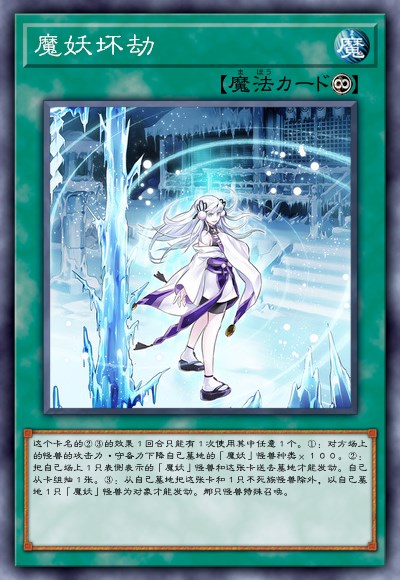 魔妖坏劫
魔
【魔法カード】
ま ほう
这个卡名的②③的效果1回合只能有1次使用其中任意1个。①：对方场上
的怪兽的攻击力·守备力下降自己墓地的「魔妖」怪兽种类×100。②：
把自己场上1只表侧表示的「魔妖」怪兽和这张卡送去墓地才能发动。自己
从卡组抽1张。③：从自己墓地把这张卡和1只不死族怪兽除外，以自己墓
地1只「魔妖」怪兽为对象才能发动。那只怪兽特殊召唤。